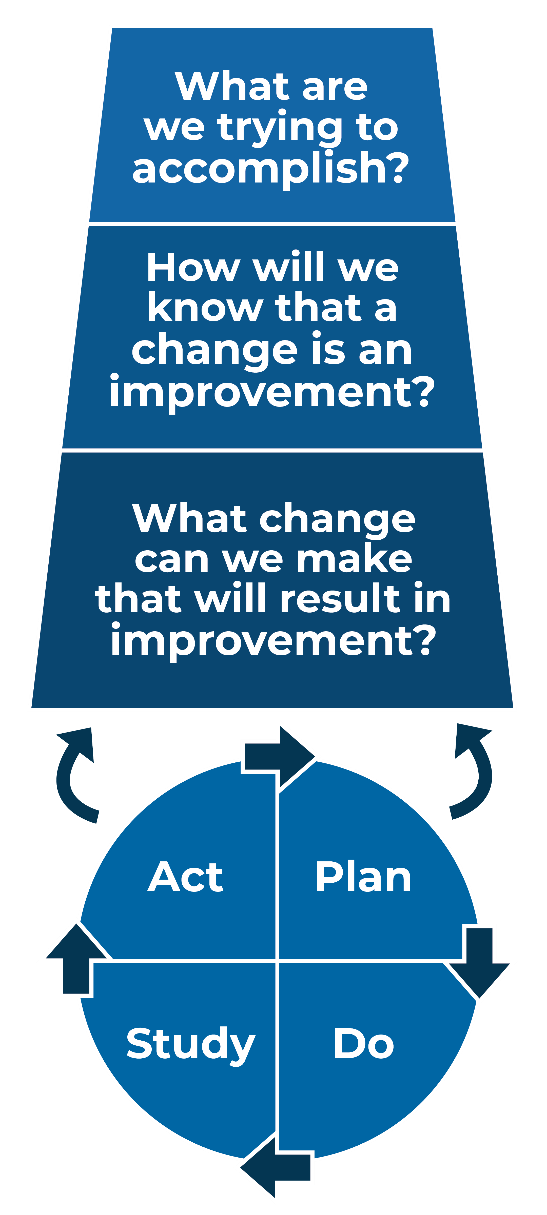 What are
we trying to
accomplish?
How will we
know that a
change is an
improvement?
What change
can we make
that will result in
improvement?
Act
Plan
Study
Do